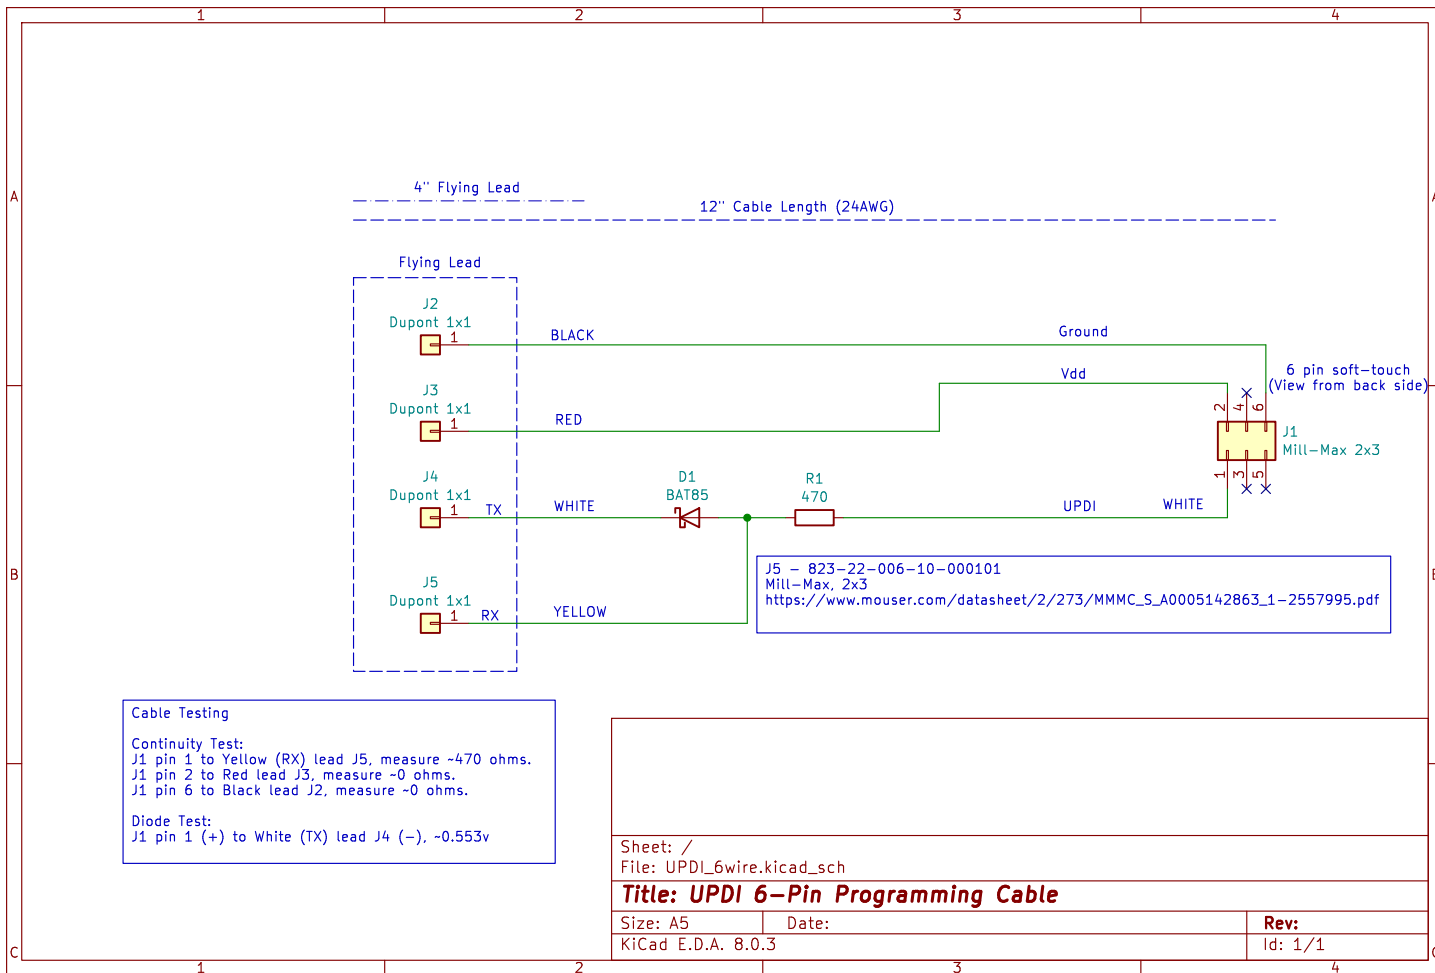 1 2 3 4
A
4" Flying Lead
12" Cable Length (24AWG)
Flying Lead
J2
Dupont 1x1
1
BLACK
Ground
Vdd
6 pin soft-touch
(View from back side)
J3
Dupont 1x1
1
RED
2 4 6
J1
Mill-Max 2x3
1 3 5
J4
Dupont 1x1
1
TX
WHITE
D1
BAT85
R1
470
UPDI
WHITE
B
J5 - 823-22-006-10-000101
Mill-Max, 2x3
https://www.mouser.com/datasheet/2/273/MMMC_S_A0005142863_1-2557995.pdf
J5
Dupont 1x1
1
RX
YELLOW
Cable Testing
Continuity Test:
J1 pin 1 to Yellow (RX) lead J5, measure ~470 ohms.
J1 pin 2 to Red lead J3, measure ~0 ohms.
J1 pin 6 to Black lead J2, measure ~0 ohms.
Diode Test:
J1 pin 1 (+) to White (TX) lead J4 (-), ~0.553v
Sheet: /
File: UPDI_6wire.kicad_sch
Title: UPDI 6-Pin Programming Cable
Size: A5
Date:
Rev:
KiCad E.D.A. 8.0.3
Id: 1/1
C
1 2 3 4